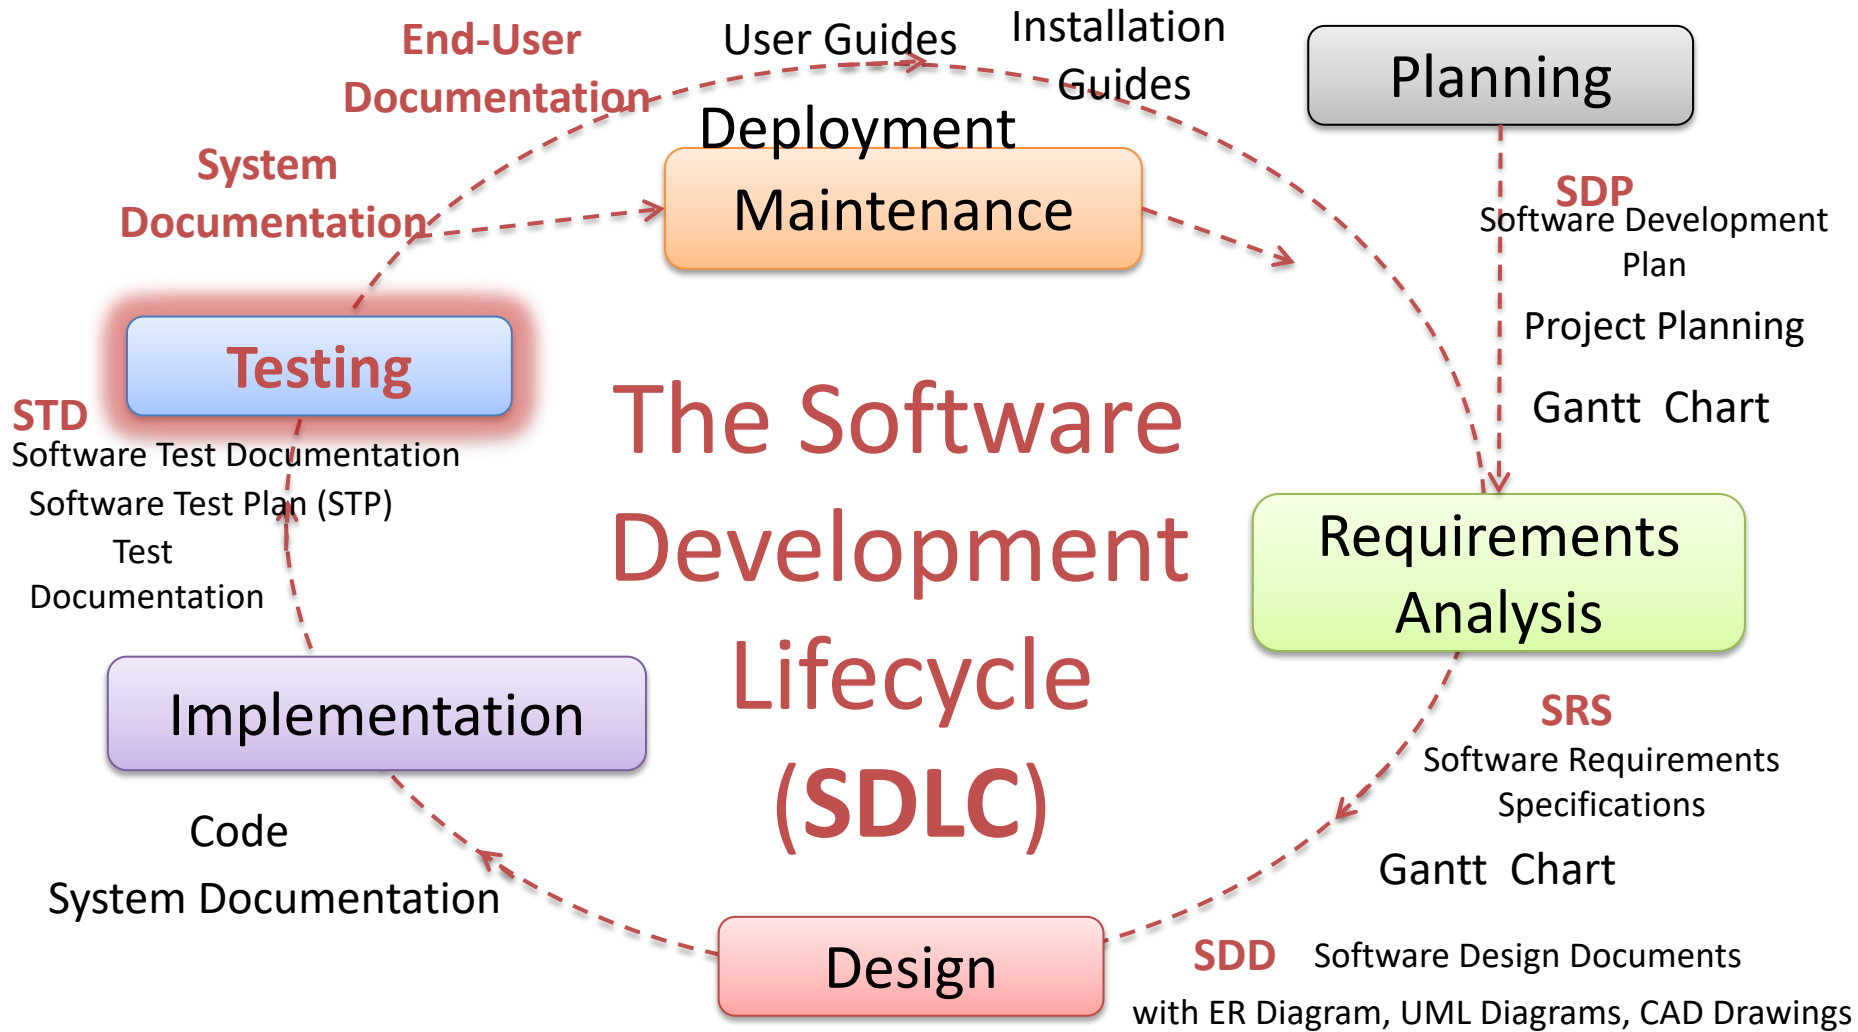 End-User
Documentation
User Guides
Installation
Guides
Planning
Deployment
Maintenance
System
Documentation
SDP
Software Development
Plan
Project Planning
Gantt Chart
Testing
STD
Software Test Documentation
Software Test Plan (STP)
Test
Documentation
The Software
Development
Lifecycle
(SDLC)
Requirements
Analysis
Implementation
SRS
Software Requirements
Specifications
Gantt Chart
Code
System Documentation
Design
SDD Software Design Documents
with ER Diagram, UML Diagrams, CAD Drawings